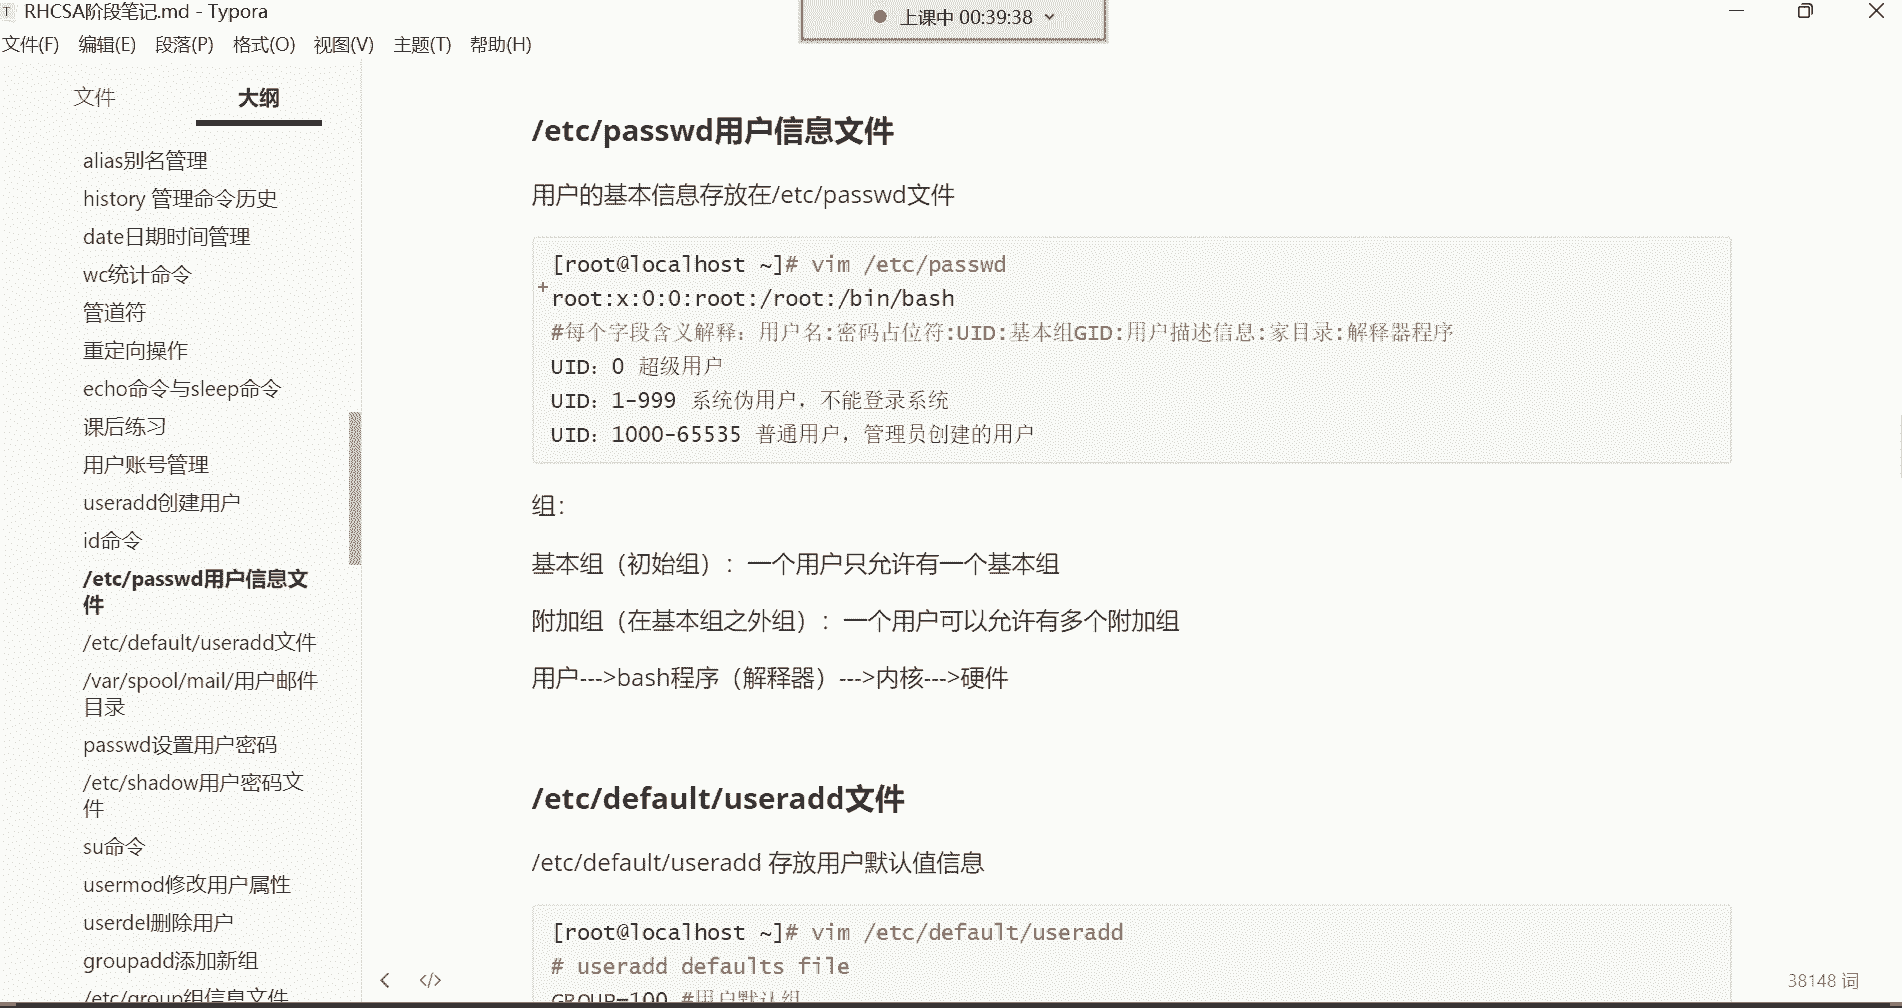 RHCSA阶段笔记.md - Typora
上课中 00:39:38
文件(F) 编辑(E) 段落(P) 格式(O) 视图(V) 主题(T) 帮助(H)
文件 大纲
alias别名管理
history 管理命令历史
date日期时间管理
wc统计命令
管道符
重定向操作
echo命令与sleep命令
课后练习
用户账号管理
useradd创建用户
id命令
/etc/passwd用户信息文
件
/etc/default/useradd文件
/var/spool/mail/用户邮件
目录
passwd设置用户密码
/etc/shadow用户密码文
件
su命令
usermod修改用户属性
userdel删除用户
groupadd添加新组
/etc/group组信息文件
/etc/passwd用户信息文件
用户的基本信息存放在/etc/passwd文件
[root@localhost ~]# vim /etc/passwd
root:x:0:0:root:/root:/bin/bash
#每个字段含义解释：用户名:密码占位符:UID:基本组GID:用户描述信息:家目录:解释器程序
UID：0 超级用户
UID：1-999 系统伪用户，不能登录系统
UID：1000-65535 普通用户，管理员创建的用户
组：
基本组（初始组）：一个用户只允许有一个基本组
附加组（在基本组之外组）：一个用户可以允许有多个附加组
用户--->bash程序（解释器）--->内核--->硬件
/etc/default/useradd文件
/etc/default/useradd 存放用户默认值信息
[root@localhost ~]# vim /etc/default/useradd
# useradd defaults file
GROUP=100 #用户默认组
38148 词